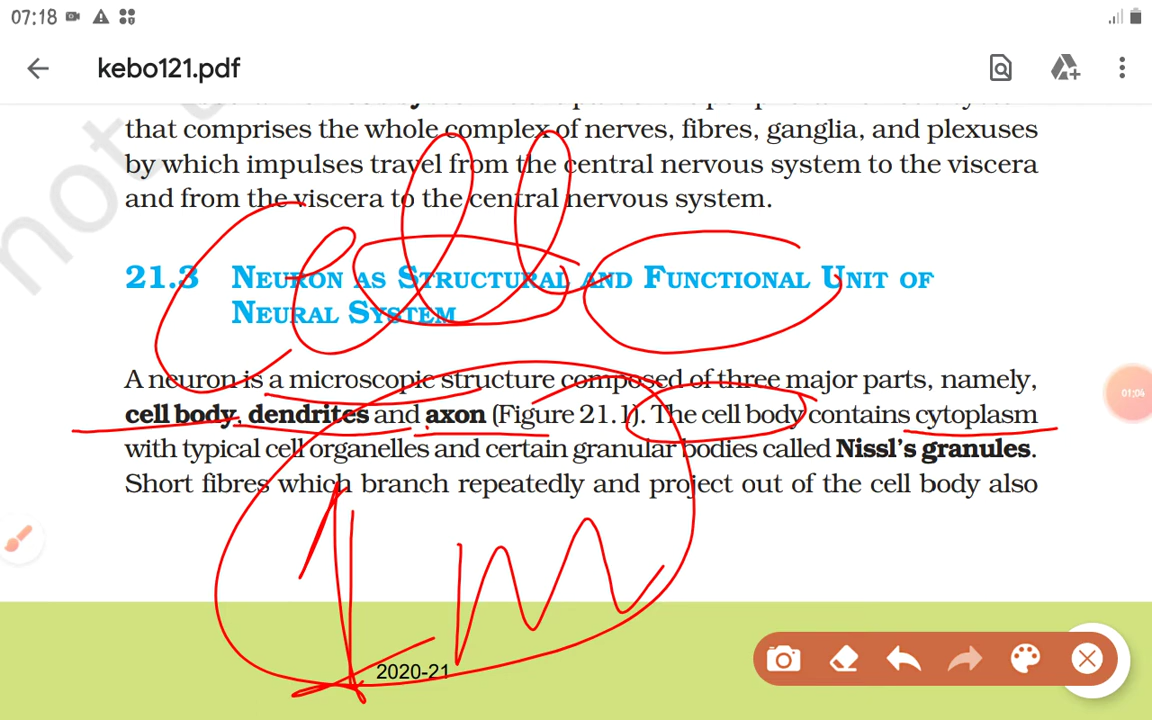 07:18
kebo121.pdf
that comprises the whole complex of nerves, fibres, ganglia, and plexuses
by which impulses travel from the central nervous system to the viscera
and from the viscera to the central nervous system.
not
21.3 NEURON AS STRUCTURAL AND FUNCTIONAL UNIT OF
NEURAL SYSTEM
A neuron is a microscopic structure composed of three major parts, namely,
cell body, dendrites and axon (Figure 21.1). The cell body contains cytoplasm
with typical cell organelles and certain granular bodies called Nissl's granules.
Short fibres which branch repeatedly and project out of the cell body also
1 m
2020-21
01:04